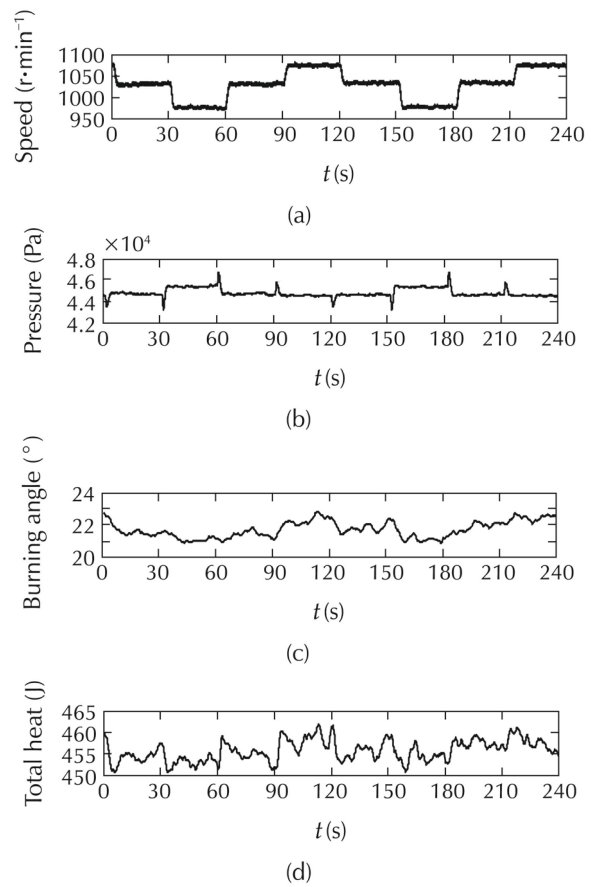 Speed (r•min⁻¹)
1100
1050
1000
950
0 30 60 90 120 150 180 210 240
t (s)
(a)
Pressure (Pa)
×10⁴
4.8
4.6
4.4
4.2
0 30 60 90 120 150 180 210 240
t (s)
(b)
Burning angle (°)
24
22
20
0 30 60 90 120 150 180 210 240
t (s)
(c)
Total heat (J)
465
460
455
450
0 30 60 90 120 150 180 210 240
t (s)
(d)